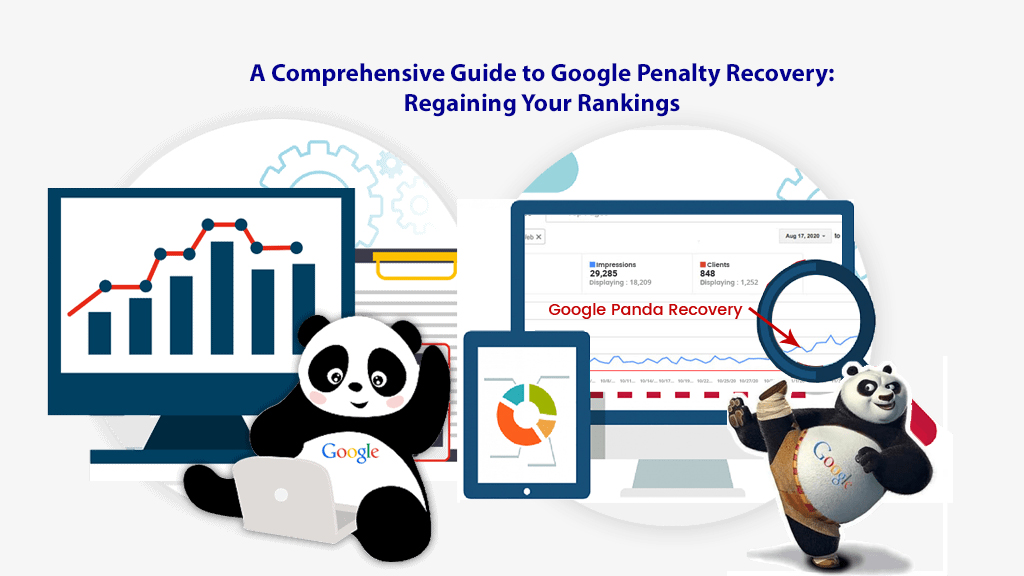 A Comprehensive Guide to Google Penalty Recovery:
Regaining Your Rankings
Aug 17, 2020
to
Impressions
29,285
Displaying : 18,209
Clients
848
Displaying : 1,252
Google Panda Recovery
Google
Google